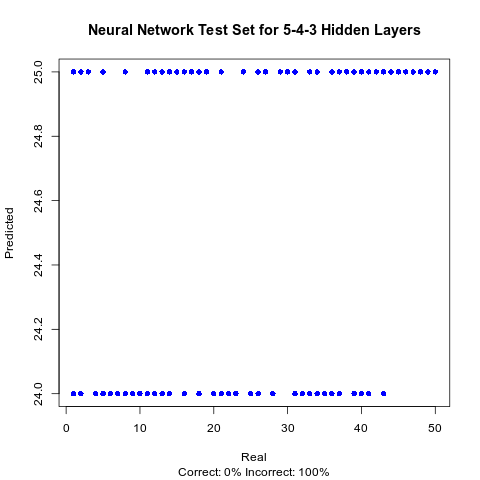 Neural Network Test Set for 5-4-3 Hidden Layers
25.0
24.8
24.6
24.4
24.2
24.0
Predicted
0 10 20 30 40 50
Real
Correct: 0% Incorrect: 100%